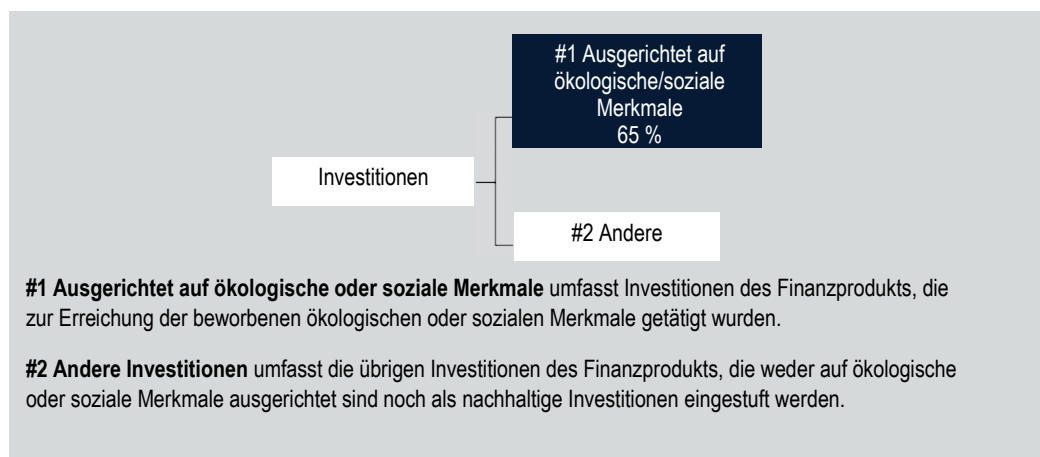 #1 Ausgerichtet auf
ökologische/soziale
Merkmale
65 %
Investitionen
#2 Andere
#1 Ausgerichtet auf ökologische oder soziale Merkmale umfasst Investitionen des Finanzprodukts, die
zur Erreichung der beworbenen ökologischen oder sozialen Merkmale getätigt wurden.
#2 Andere Investitionen umfasst die übrigen Investitionen des Finanzprodukts, die weder auf ökologische
oder soziale Merkmale ausgerichtet sind noch als nachhaltige Investitionen eingestuft werden.